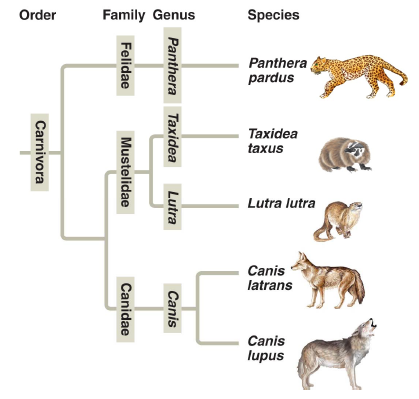 Order Family Genus Species
Carnivora
Felidae
Panthera
Panthera
pardus
Mustelidae
Taxidea
Taxidea
taxus
Lutra
Lutra lutra
Canidae
Canis
Canis
latrans
Canis
lupus